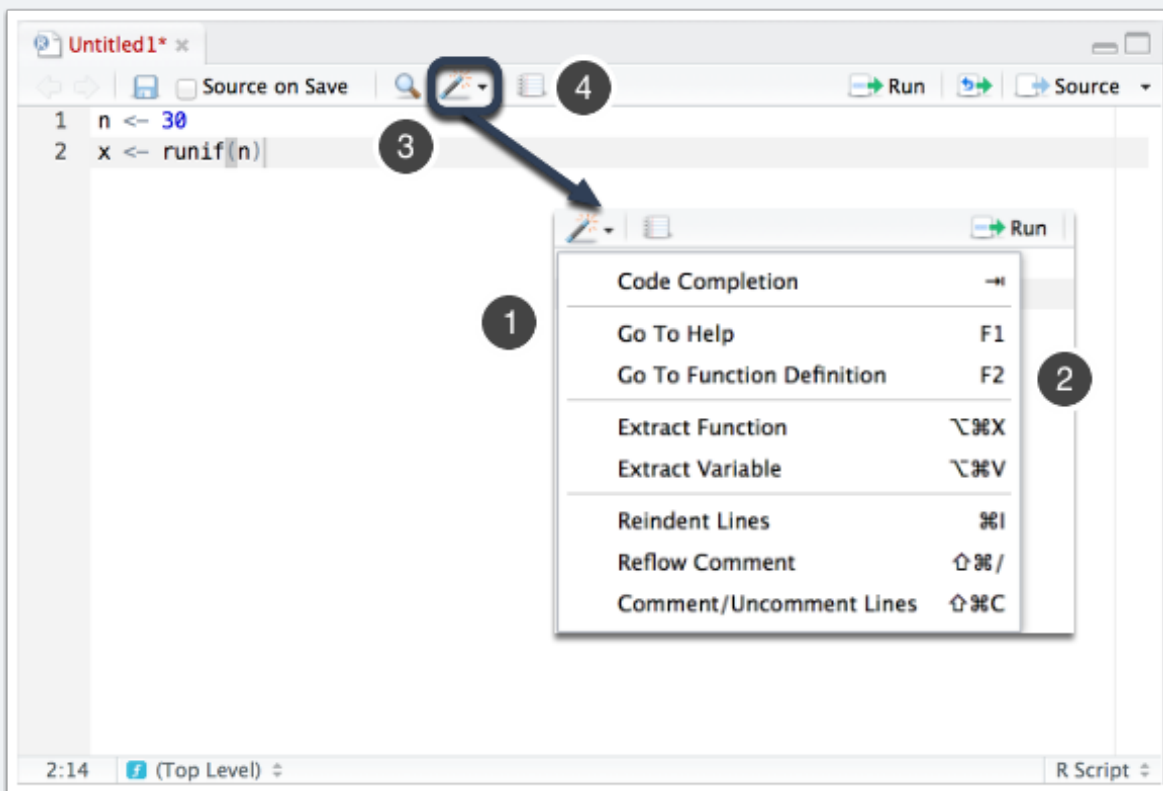 Untitled1*
Source on Save
4
Run
Source
1 n <- 30
2 x <- runif(n)
3
Run
1
Code Completion ⇥
Go To Help F1
Go To Function Definition F2
2
Extract Function ⌥⌘X
Extract Variable ⌥⌘V
Reindent Lines ⌘I
Reflow Comment ⇧⌘/
Comment/Uncomment Lines ⇧⌘C
2:14 (Top Level) R Script